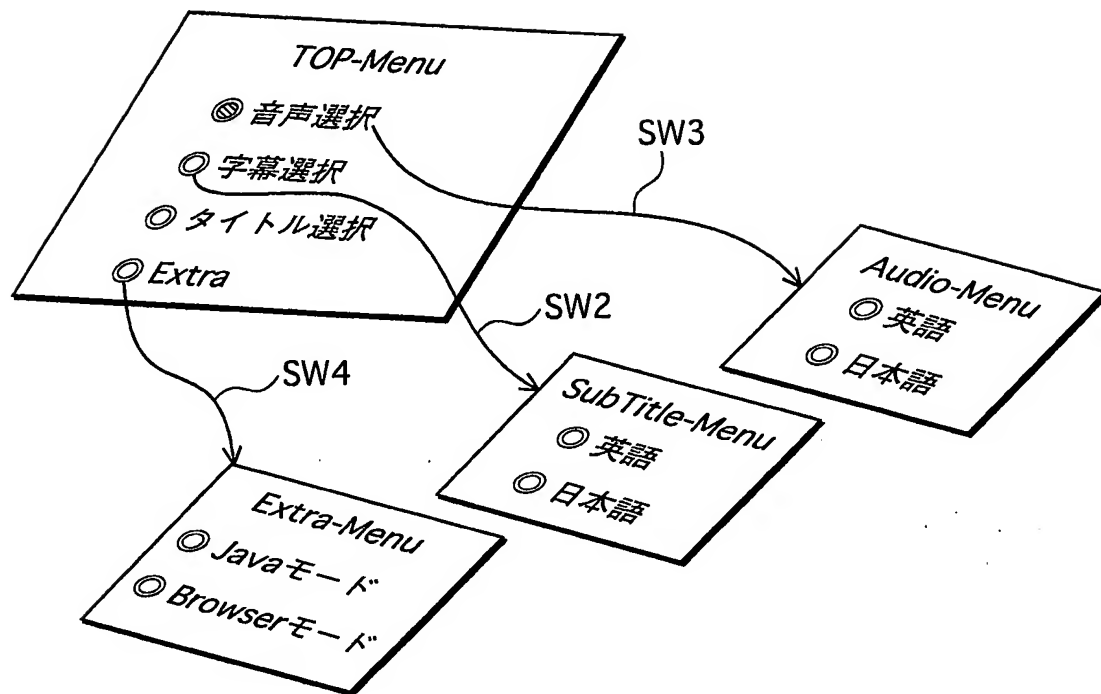 TOP-Menu
音声選択
字幕選択
タイトル選択
Extra
SW3
SW2
SW4
Audio-Menu
英語
日本語
SubTitle-Menu
英語
日本語
Extra-Menu
Javaモード
Browserモード